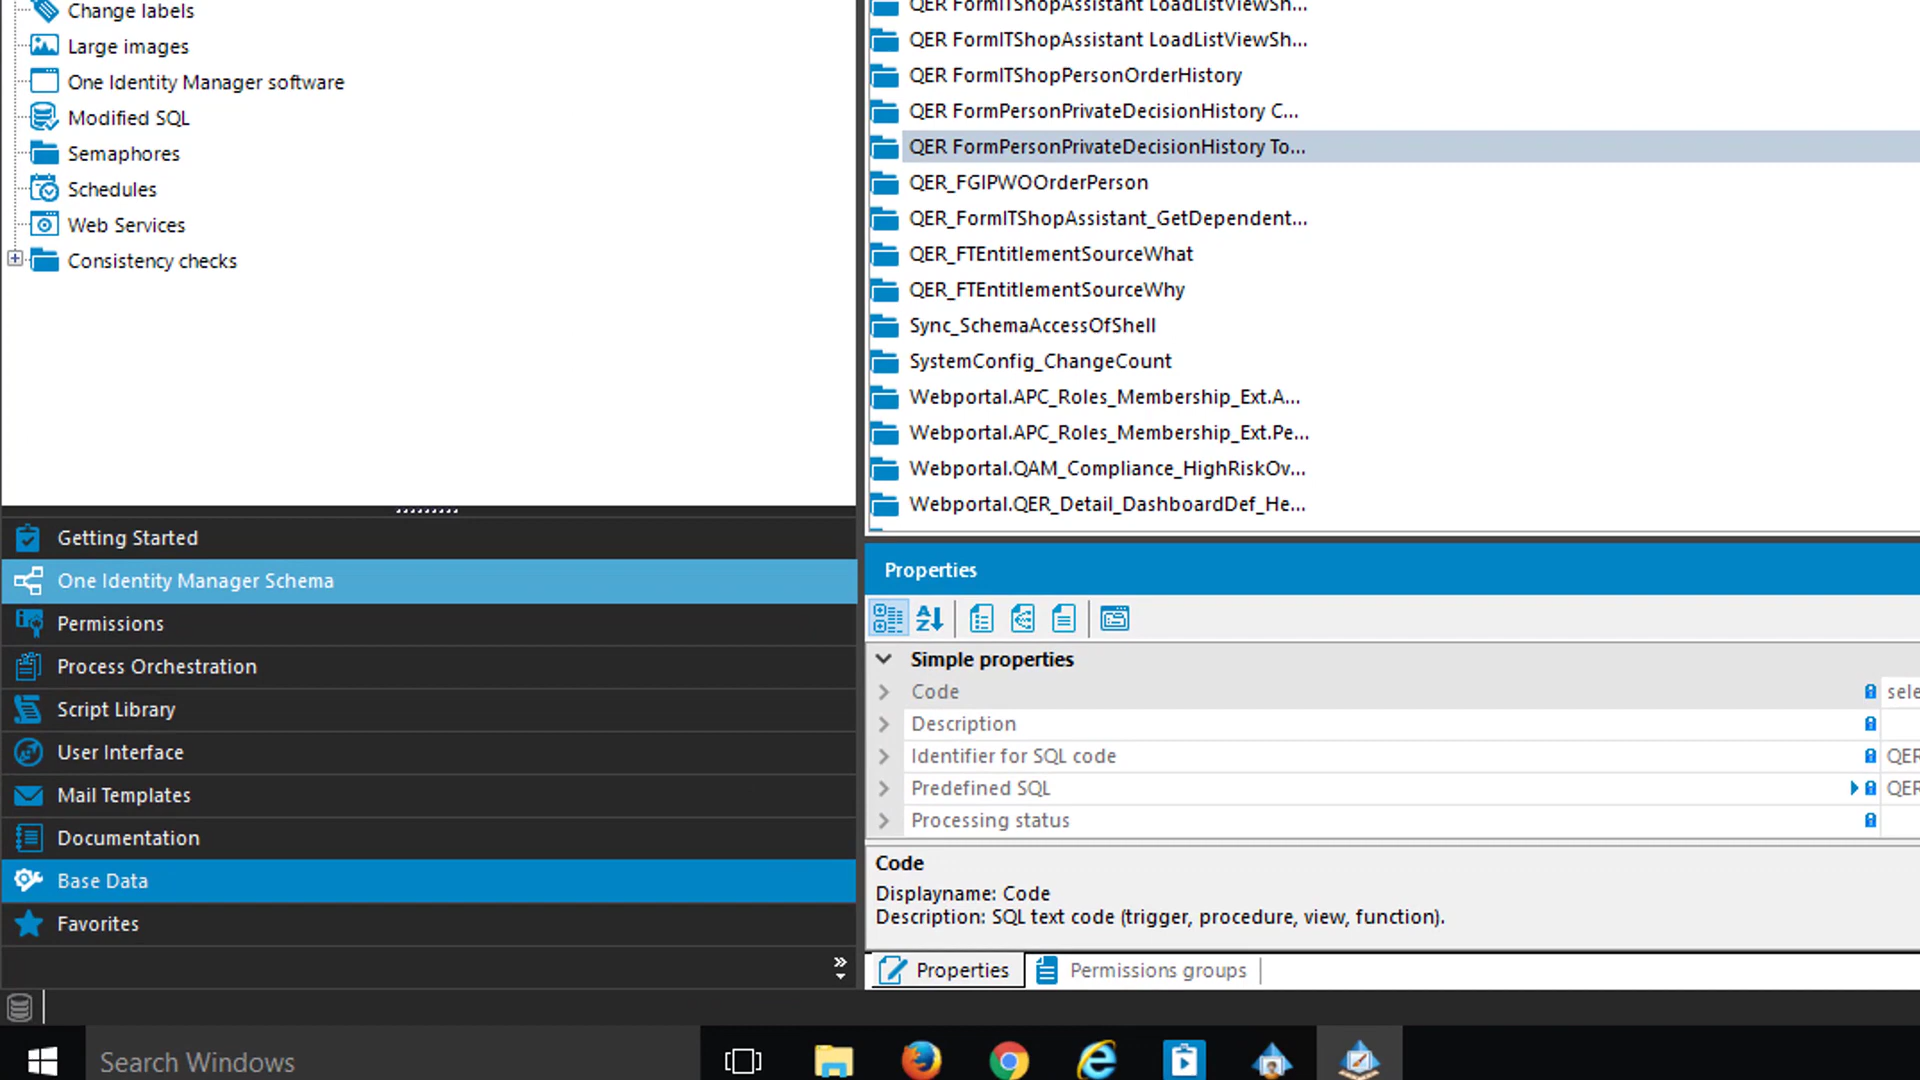 Change labels
Large images
One Identity Manager software
Modified SQL
Semaphores
Schedules
Web Services
Consistency checks
Getting Started
One Identity Manager Schema
Permissions
Process Orchestration
Script Library
User Interface
Mail Templates
Documentation
Base Data
Favorites
QER FormITShopAssistant LoadListViewSh...
QER FormITShopAssistant LoadListViewSh...
QER FormITShopPersonOrderHistory
QER FormPersonPrivateDecisionHistory C...
QER FormPersonPrivateDecisionHistory To...
QER_FGIPWOOrderPerson
QER_FormITShopAssistant_GetDependent...
QER_FTEntitlementSourceWhat
QER_FTEntitlementSourceWhy
Sync_SchemaAccessOfShell
SystemConfig_ChangeCount
Webportal.APC_Roles_Membership_Ext.A...
Webportal.APC_Roles_Membership_Ext.Pe...
Webportal.QAM_Compliance_HighRiskOv...
Webportal.QER_Detail_DashboardDef_He...
Properties
Simple properties
Code sele
Description
Identifier for SQL code QER
Predefined SQL QER
Processing status
Code
Displayname: Code
Description: SQL text code (trigger, procedure, view, function).
Properties Permissions groups
Search Windows